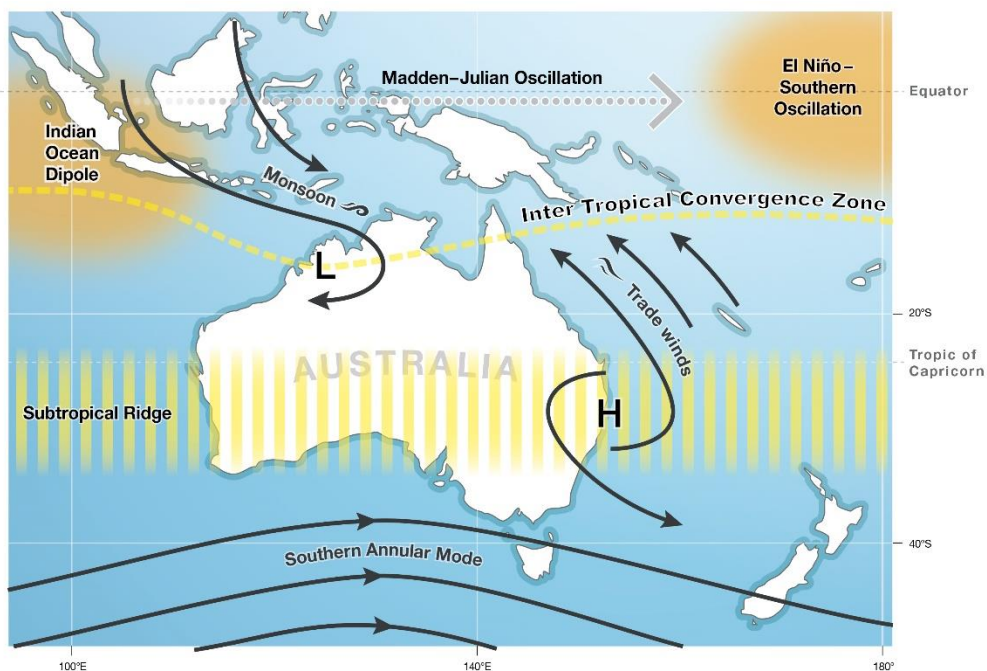 Madden–Julian Oscillation
El Niño–
Southern
Oscillation
Equator
Indian
Ocean
Dipole
Monsoon
Inter Tropical Convergence Zone
L
Trade winds
20°S
Tropic of
Capricorn
AUSTRALIA
Subtropical Ridge
H
Southern Annular Mode
40°S
100°E
140°E
180°